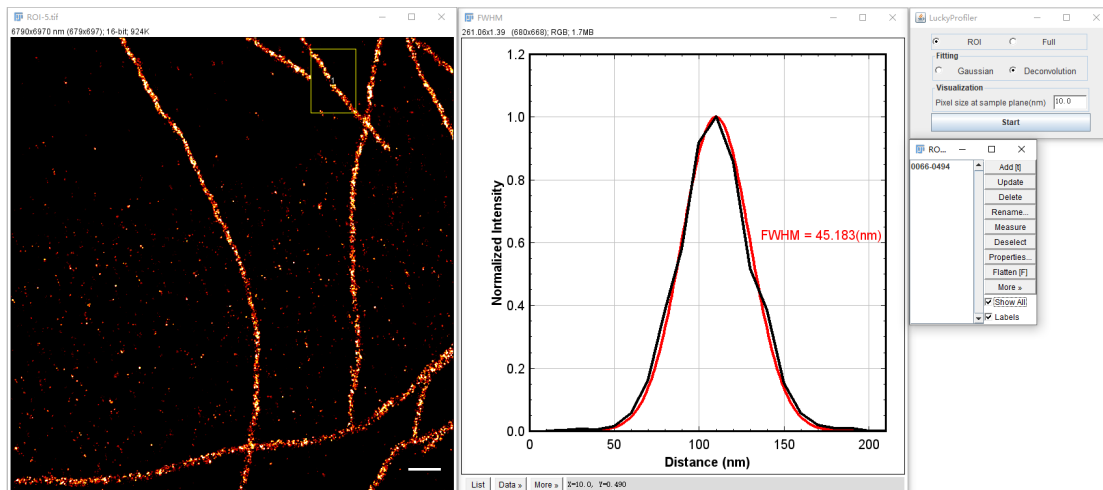 ROI-5.tif
6790x6970 nm (679x697); 16-bit; 924K
FWHM
261.06x1.39 (680x668); RGB; 1.7MB
1.2
1.0
0.8
0.6
0.4
0.2
0.0
Normalized Intensity
FWHM = 45.183(nm)
0
50
100
150
200
Distance (nm)
List
Data »
More »
X=10.0, Y=0.490
LuckyProfiler
ROI
Full
Fitting
Gaussian
Deconvolution
Visualization
Pixel size at sample plane(nm)
10.0
Start
RO...
0066-0494
Add [t]
Update
Delete
Rename...
Measure
Deselect
Properties...
Flatten [F]
More »
Show All
Labels